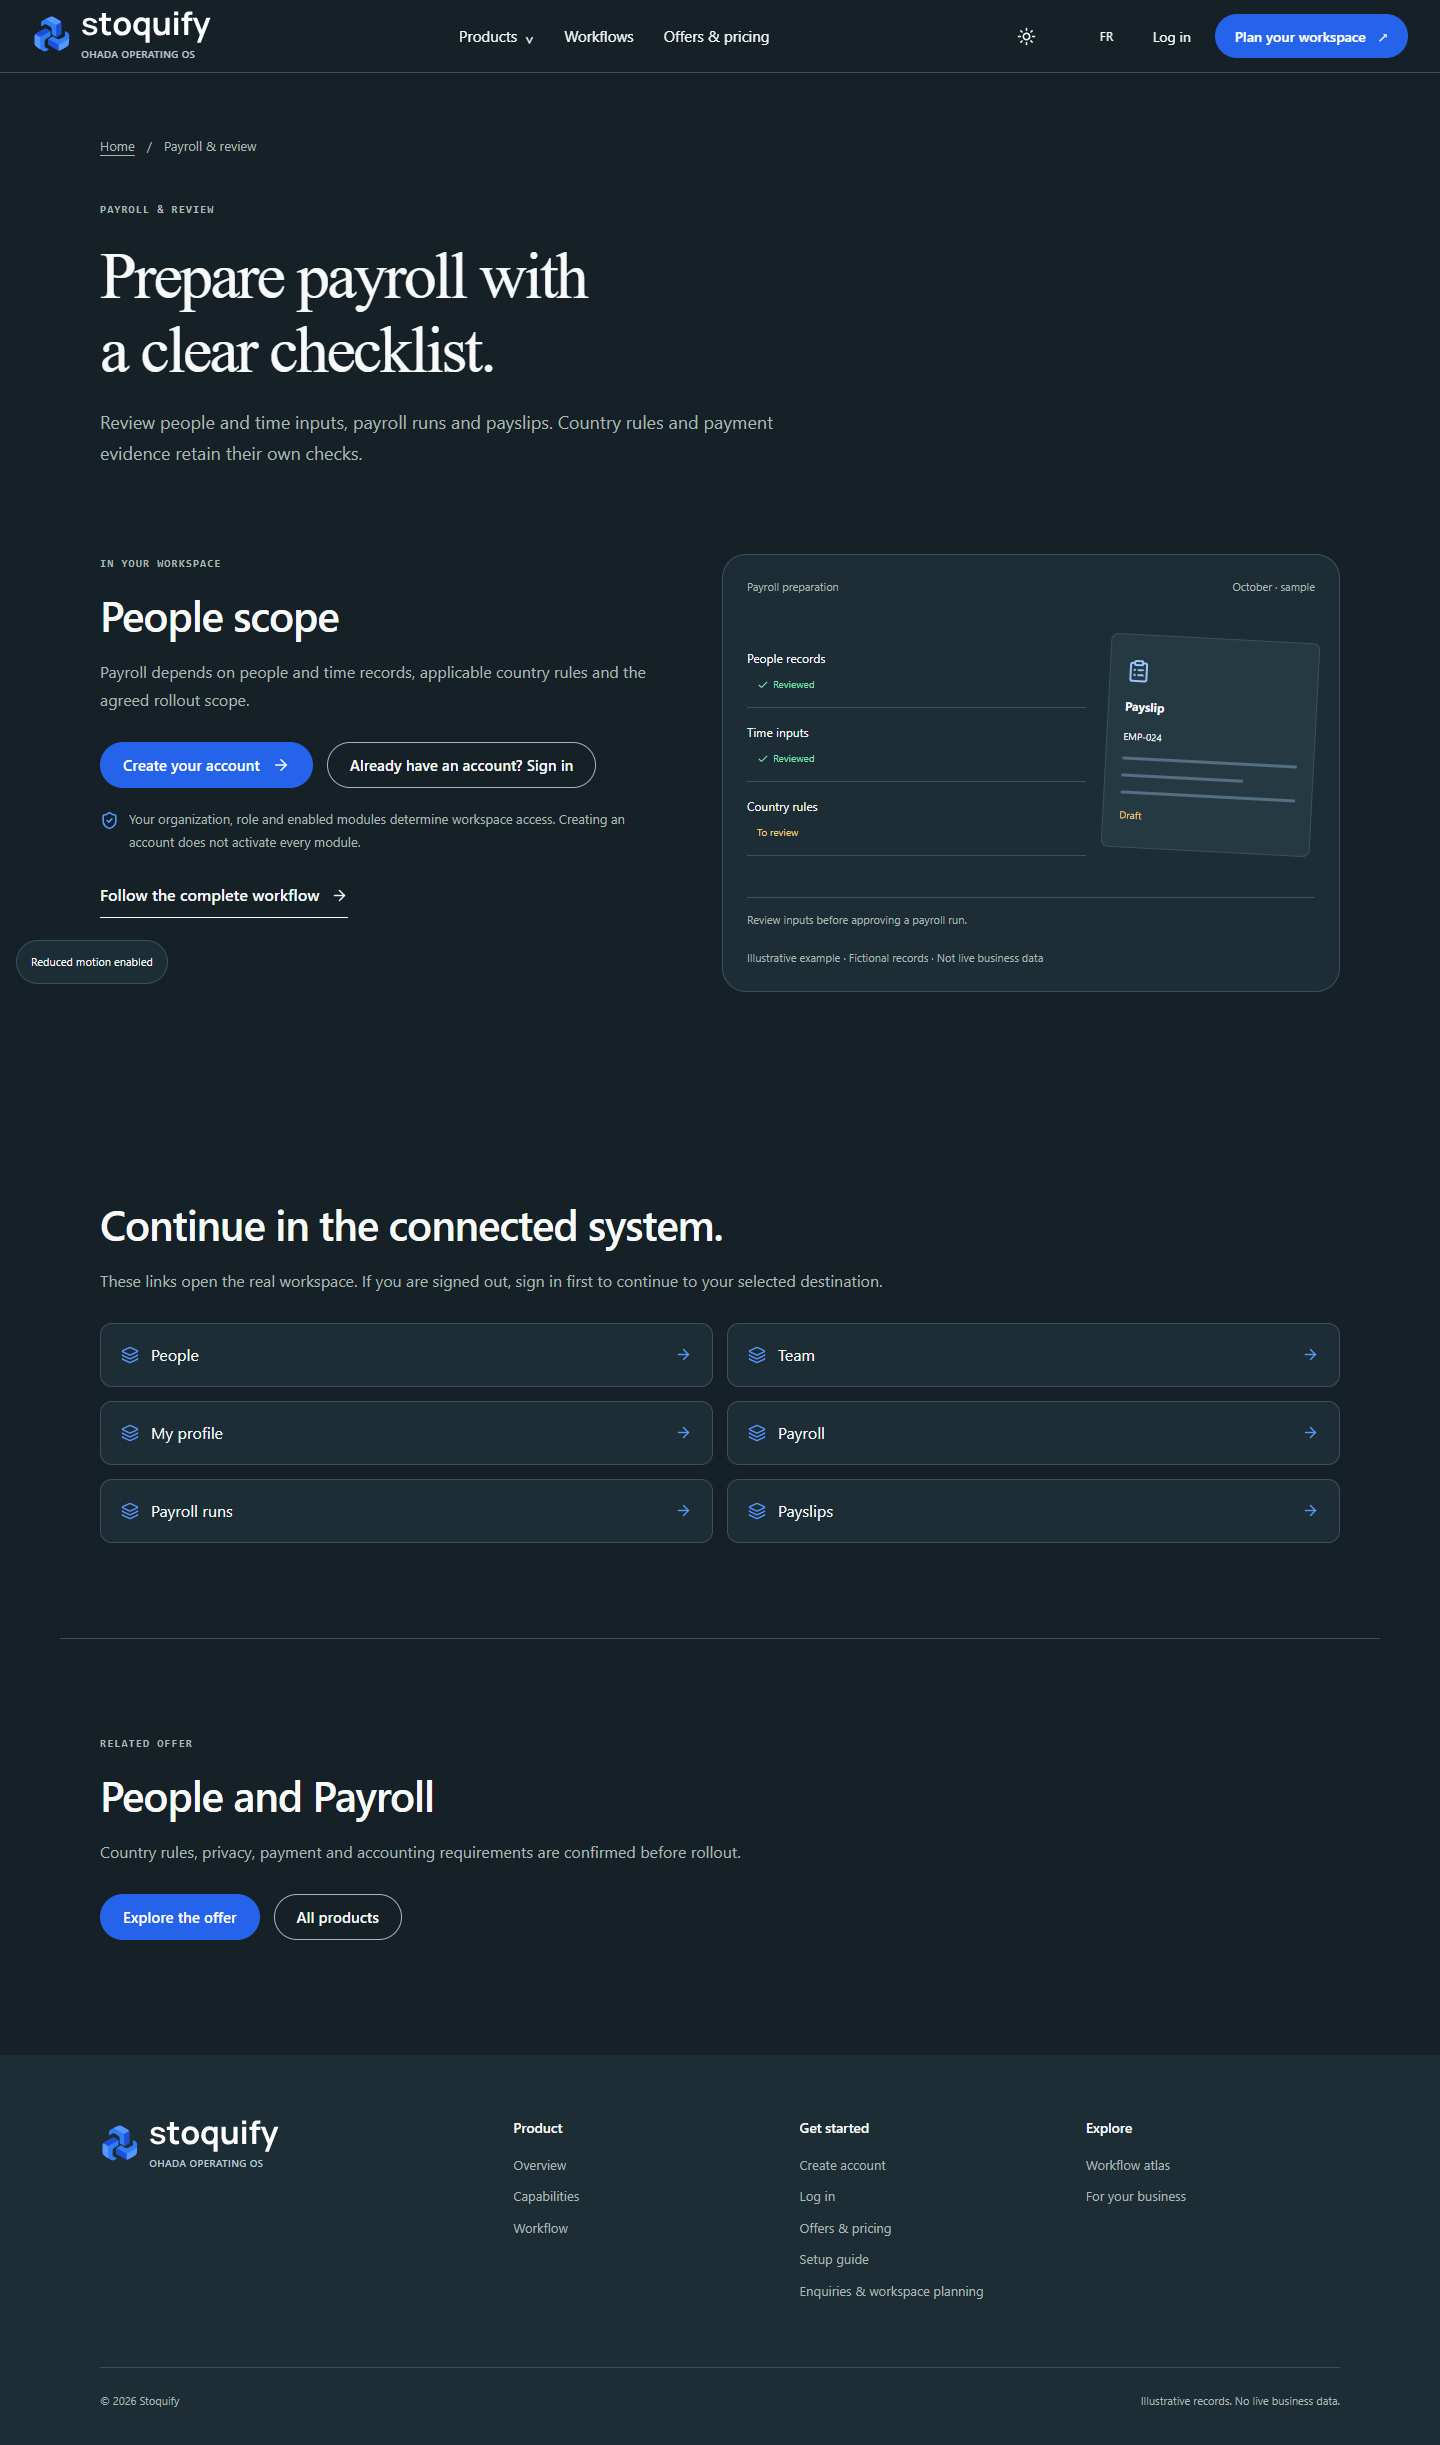 stoquify
OHADA OPERATING OS
Products
Workflows
Offers & pricing
FR
Log in
Plan your workspace ↗
Home / Payroll & review
PAYROLL & REVIEW
Prepare payroll with
a clear checklist.
Review people and time inputs, payroll runs and payslips. Country rules and payment
evidence retain their own checks.
IN YOUR WORKSPACE
People scope
Payroll depends on people and time records, applicable country rules and the
agreed rollout scope.
Create your account →
Already have an account? Sign in
Your organization, role and enabled modules determine workspace access. Creating an
account does not activate every module.
Follow the complete workflow →
Reduced motion enabled
Payroll preparation
October · sample
People records
Reviewed
Time inputs
Reviewed
Country rules
To review
Payslip
EMP-024
Draft
Review inputs before approving a payroll run.
Illustrative example · Fictional records · Not live business data
Continue in the connected system.
These links open the real workspace. If you are signed out, sign in first to continue to your selected destination.
People
Team
My profile
Payroll
Payroll runs
Payslips
RELATED OFFER
People and Payroll
Country rules, privacy, payment and accounting requirements are confirmed before rollout.
Explore the offer
All products
stoquify
OHADA OPERATING OS
Product
Overview
Capabilities
Workflow
Get started
Create account
Log in
Offers & pricing
Setup guide
Enquiries & workspace planning
Explore
Workflow atlas
For your business
© 2026 Stoquify
Illustrative records. No live business data.